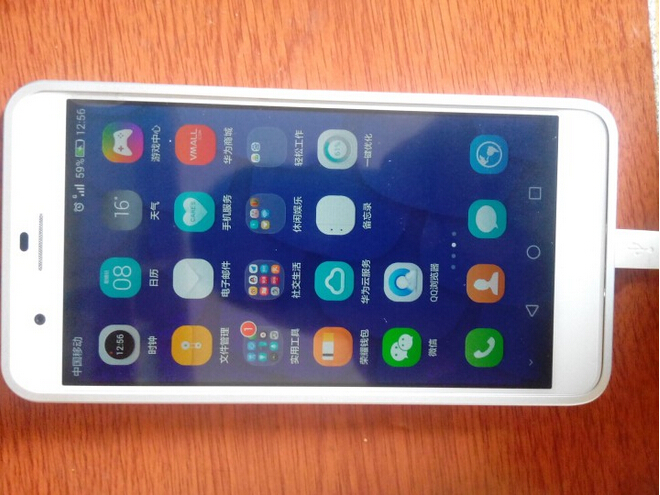 中国移动
59% 12:56
12:56
时钟
08
日历
16°
天气
游戏中心
文件管理
电子邮件
CARE
手机服务
VMALL
华为商城
1
实用工具
社交生活
休闲娱乐
轻松工作
荣耀钱包
华为云服务
备忘录
一键优化
微信
QQ浏览器